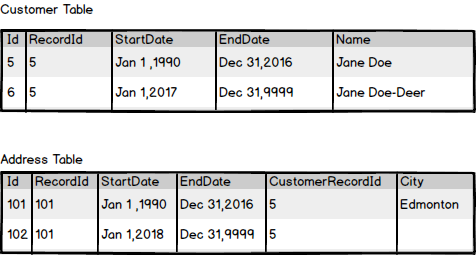 Customer Table
Id RecordId StartDate EndDate Name
5 5 Jan 1 ,1990 Dec 31,2016 Jane Doe
6 5 Jan 1,2017 Dec 31,9999 Jane Doe-Deer
Address Table
Id RecordId StartDate EndDate CustomerRecordId City
101 101 Jan 1 ,1990 Dec 31,2016 5 Edmonton
102 101 Jan 1,2018 Dec 31,9999 5